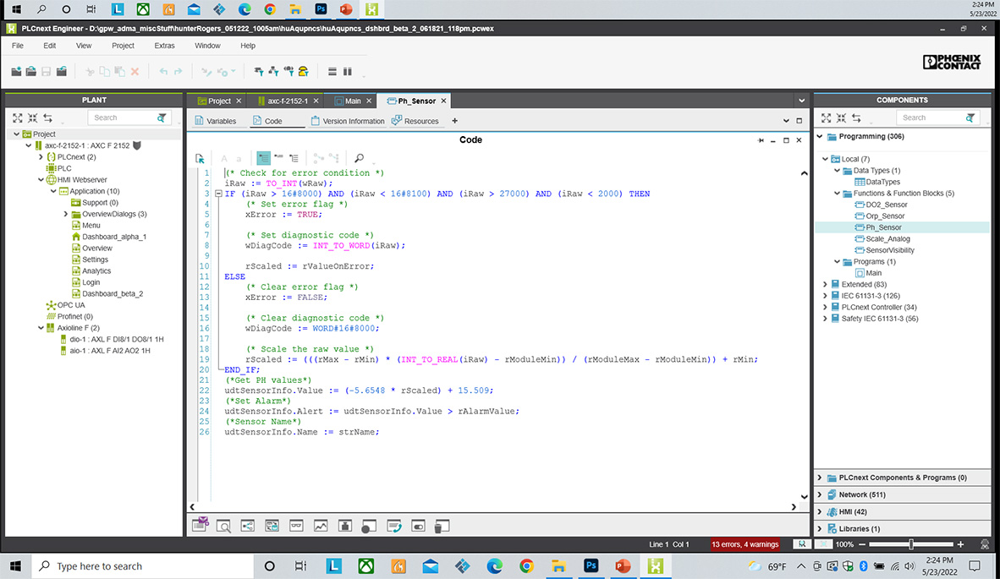 2:24 PM
5/23/2022
PLCnext Engineer - D:\gpw_adma_miscStuff\hunterRogers_051222_1005am\huAqupncs\huAqupncs_dshbrd_beta_2_061821_118pm.pcwex
File Edit View Project Extras Window Help
PHOENIX
CONTACT
PLANT
Search
Project
axc-f-2152-1 : AXC F 2152
PLCnext (2)
PLC
HMI Webserver
Application (10)
Support (0)
OverviewDialogs (3)
Menu
Dashboard_alpha_1
Overview
Settings
Analytics
Login
Dashboard_beta_2
OPC UA
Profinet (0)
Axioline F (2)
dio-1 : AXL F DI8/1 DO8/1 1H
aio-1 : AXL F AI2 AO2 1H
Project axc-f-2152-1 Main Ph_Sensor
Variables Code Version Information Resources
Code
1 (* Check for error condition *)
2 iRaw := TO_INT(wRaw);
3 IF (iRaw > 16#8000) AND (iRaw < 16#8100) AND (iRaw > 27000) AND (iRaw < 2000) THEN
4 (* Set error flag *)
5 xError := TRUE;
6
7 (* Set diagnostic code *)
8 wDiagCode := INT_TO_WORD(iRaw);
9
10 rScaled := rValueOnError;
11 ELSE
12 (* Clear error flag *)
13 xError := FALSE;
14
15 (* Clear diagnostic code *)
16 wDiagCode := WORD#16#8000;
17
18 (* Scale the raw value *)
19 rScaled := (((rMax - rMin) * (INT_TO_REAL(iRaw) - rModuleMin)) / (rModuleMax - rModuleMin)) + rMin;
20 END_IF;
21 (*Get PH values*)
22 udtSensorInfo.Value := (-5.6548 * rScaled) + 15.509;
23 (*Set Alarm*)
24 udtSensorInfo.Alert := udtSensorInfo.Value > rAlarmValue;
25 (*Sensor Name*)
26 udtSensorInfo.Name := strName;
COMPONENTS
Search
Programming (306)
Local (7)
Data Types (1)
DataTypes
Functions & Function Blocks (5)
DO2_Sensor
Orp_Sensor
Ph_Sensor
Scale_Analog
SensorVisibility
Programs (1)
Main
Extended (83)
IEC 61131-3 (126)
PLCnext Controller (34)
Safety IEC 61131-3 (56)
PLCnext Components & Programs (0)
Network (511)
HMI (42)
Libraries (1)
Line 1 Col 1 13 errors, 4 warnings 100%
Type here to search
69°F
2:24 PM
5/23/2022